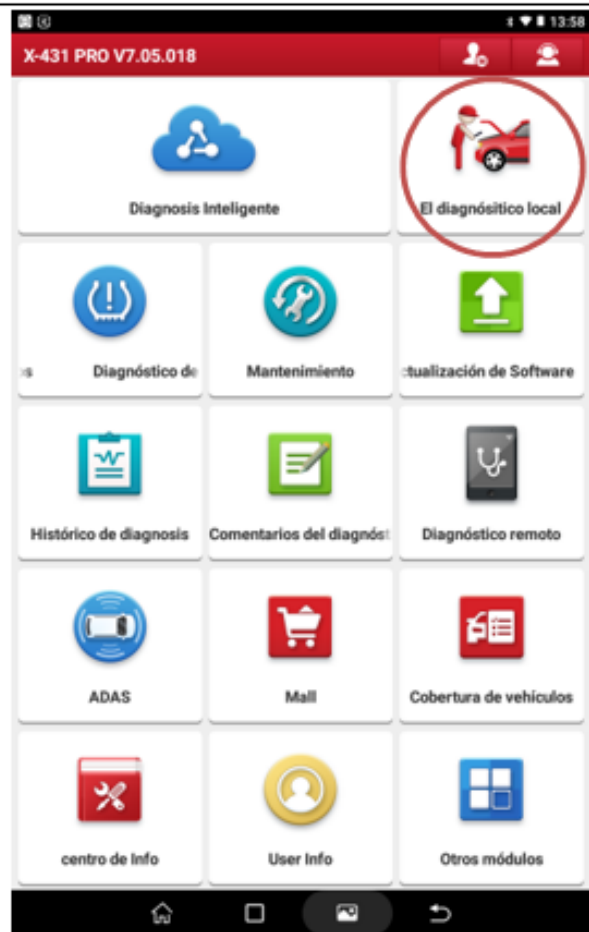 13:58
X-431 PRO V7.05.018
Diagnosis Inteligente
El diagnósitico local
os Diagnóstico de
Mantenimiento
ctualización de Software
Histórico de diagnosis
Comentarios del diagnóst
Diagnóstico remoto
ADAS
Mall
Cobertura de vehículos
centro de Info
User Info
Otros módulos